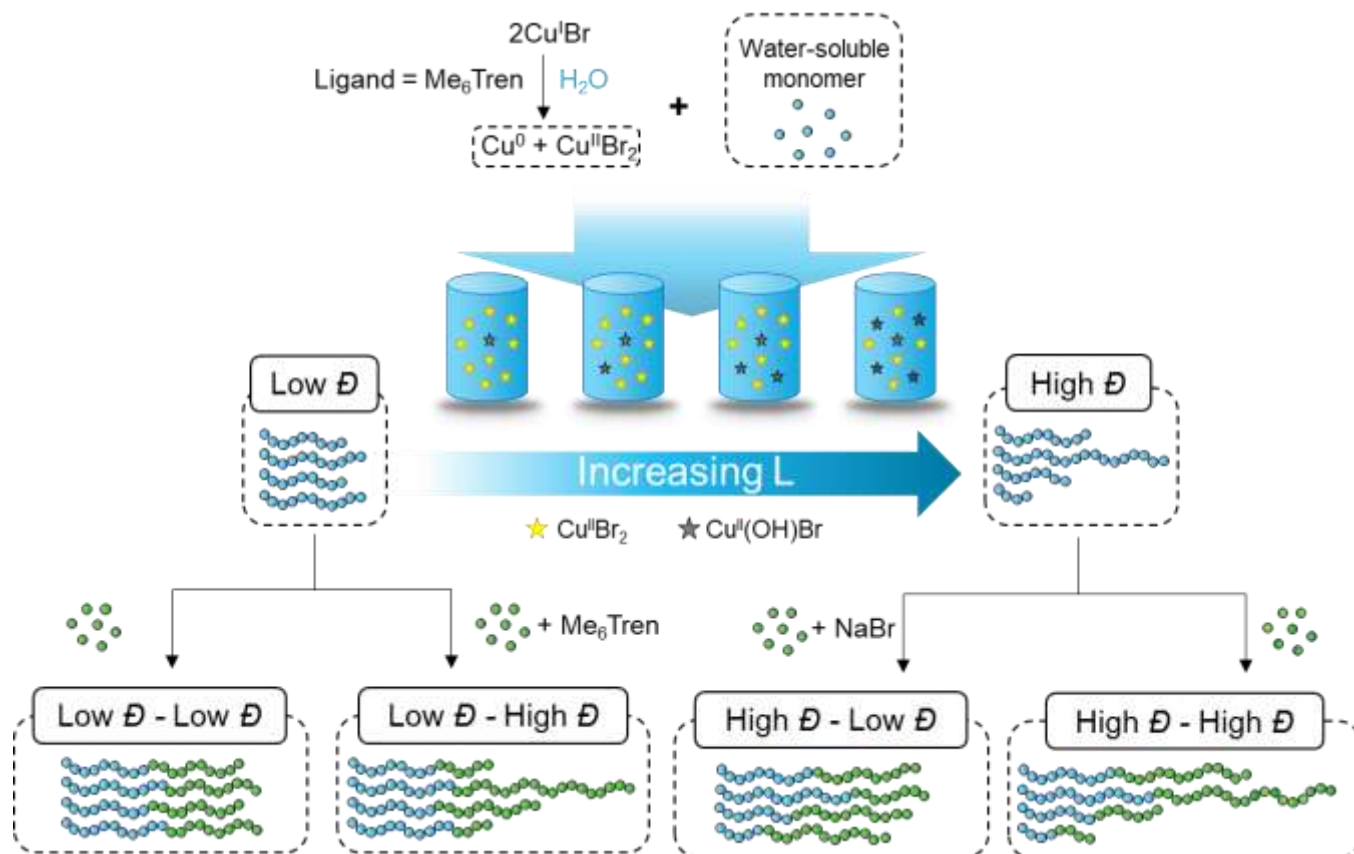 2CuᴵBr
Ligand = Me₆Tren H₂O
Cu⁰ + CuᴵᴵBr₂
+
Water-soluble
monomer
Low Đ
High Đ
Increasing L
CuᴵᴵBr₂ Cuᴵᴵ(OH)Br
+ Me₆Tren
+ NaBr
Low Đ - Low Đ
Low Đ - High Đ
High Đ - Low Đ
High Đ - High Đ